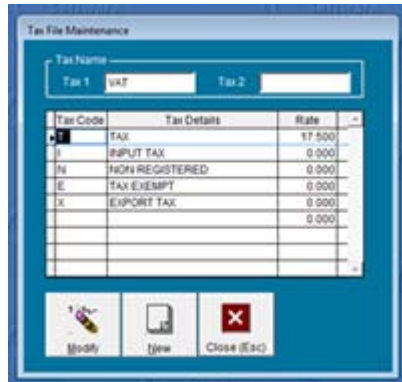 Tax File Maintenance
Tax Name
Tax 1 VAT Tax 2
Tax Code Tax Details Rate
T TAX 17.500
I INPUT TAX 0.000
N NON REGISTERED 0.000
E TAX EXEMPT 0.000
X EXPORT TAX 0.000
0.000
Modify New Close (Esc)